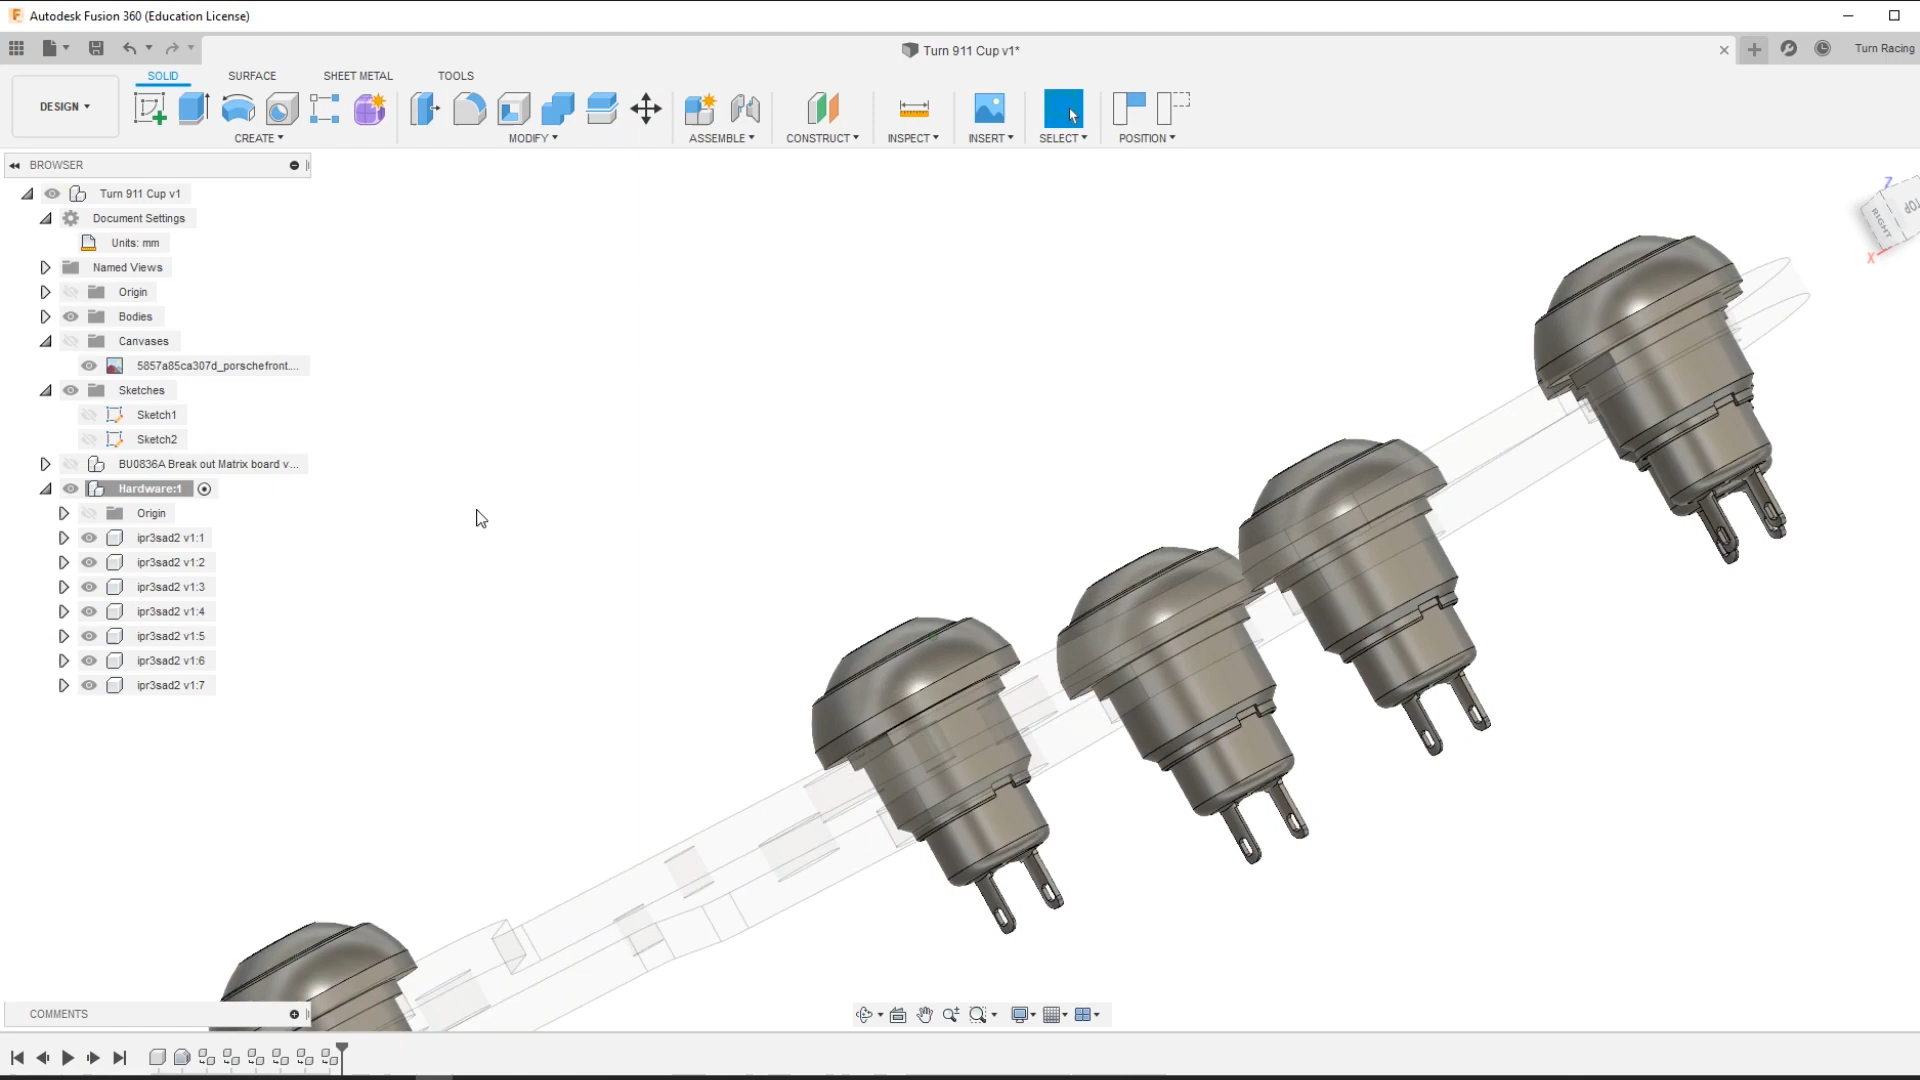 Autodesk Fusion 360 (Education License)
Turn 911 Cup v1*
Turn Racing
SOLID SURFACE SHEET METAL TOOLS
DESIGN
CREATE MODIFY ASSEMBLE CONSTRUCT INSPECT INSERT SELECT POSITION
BROWSER
Turn 911 Cup v1
Document Settings
Units: mm
Named Views
Origin
Bodies
Canvases
5857a85ca307d_porschefront....
Sketches
Sketch1
Sketch2
BU0836A Break out Matrix board v...
Hardware:1
Origin
ipr3sad2 v1:1
ipr3sad2 v1:2
ipr3sad2 v1:3
ipr3sad2 v1:4
ipr3sad2 v1:5
ipr3sad2 v1:6
ipr3sad2 v1:7
Z
TOP
RIGHT
X
COMMENTS